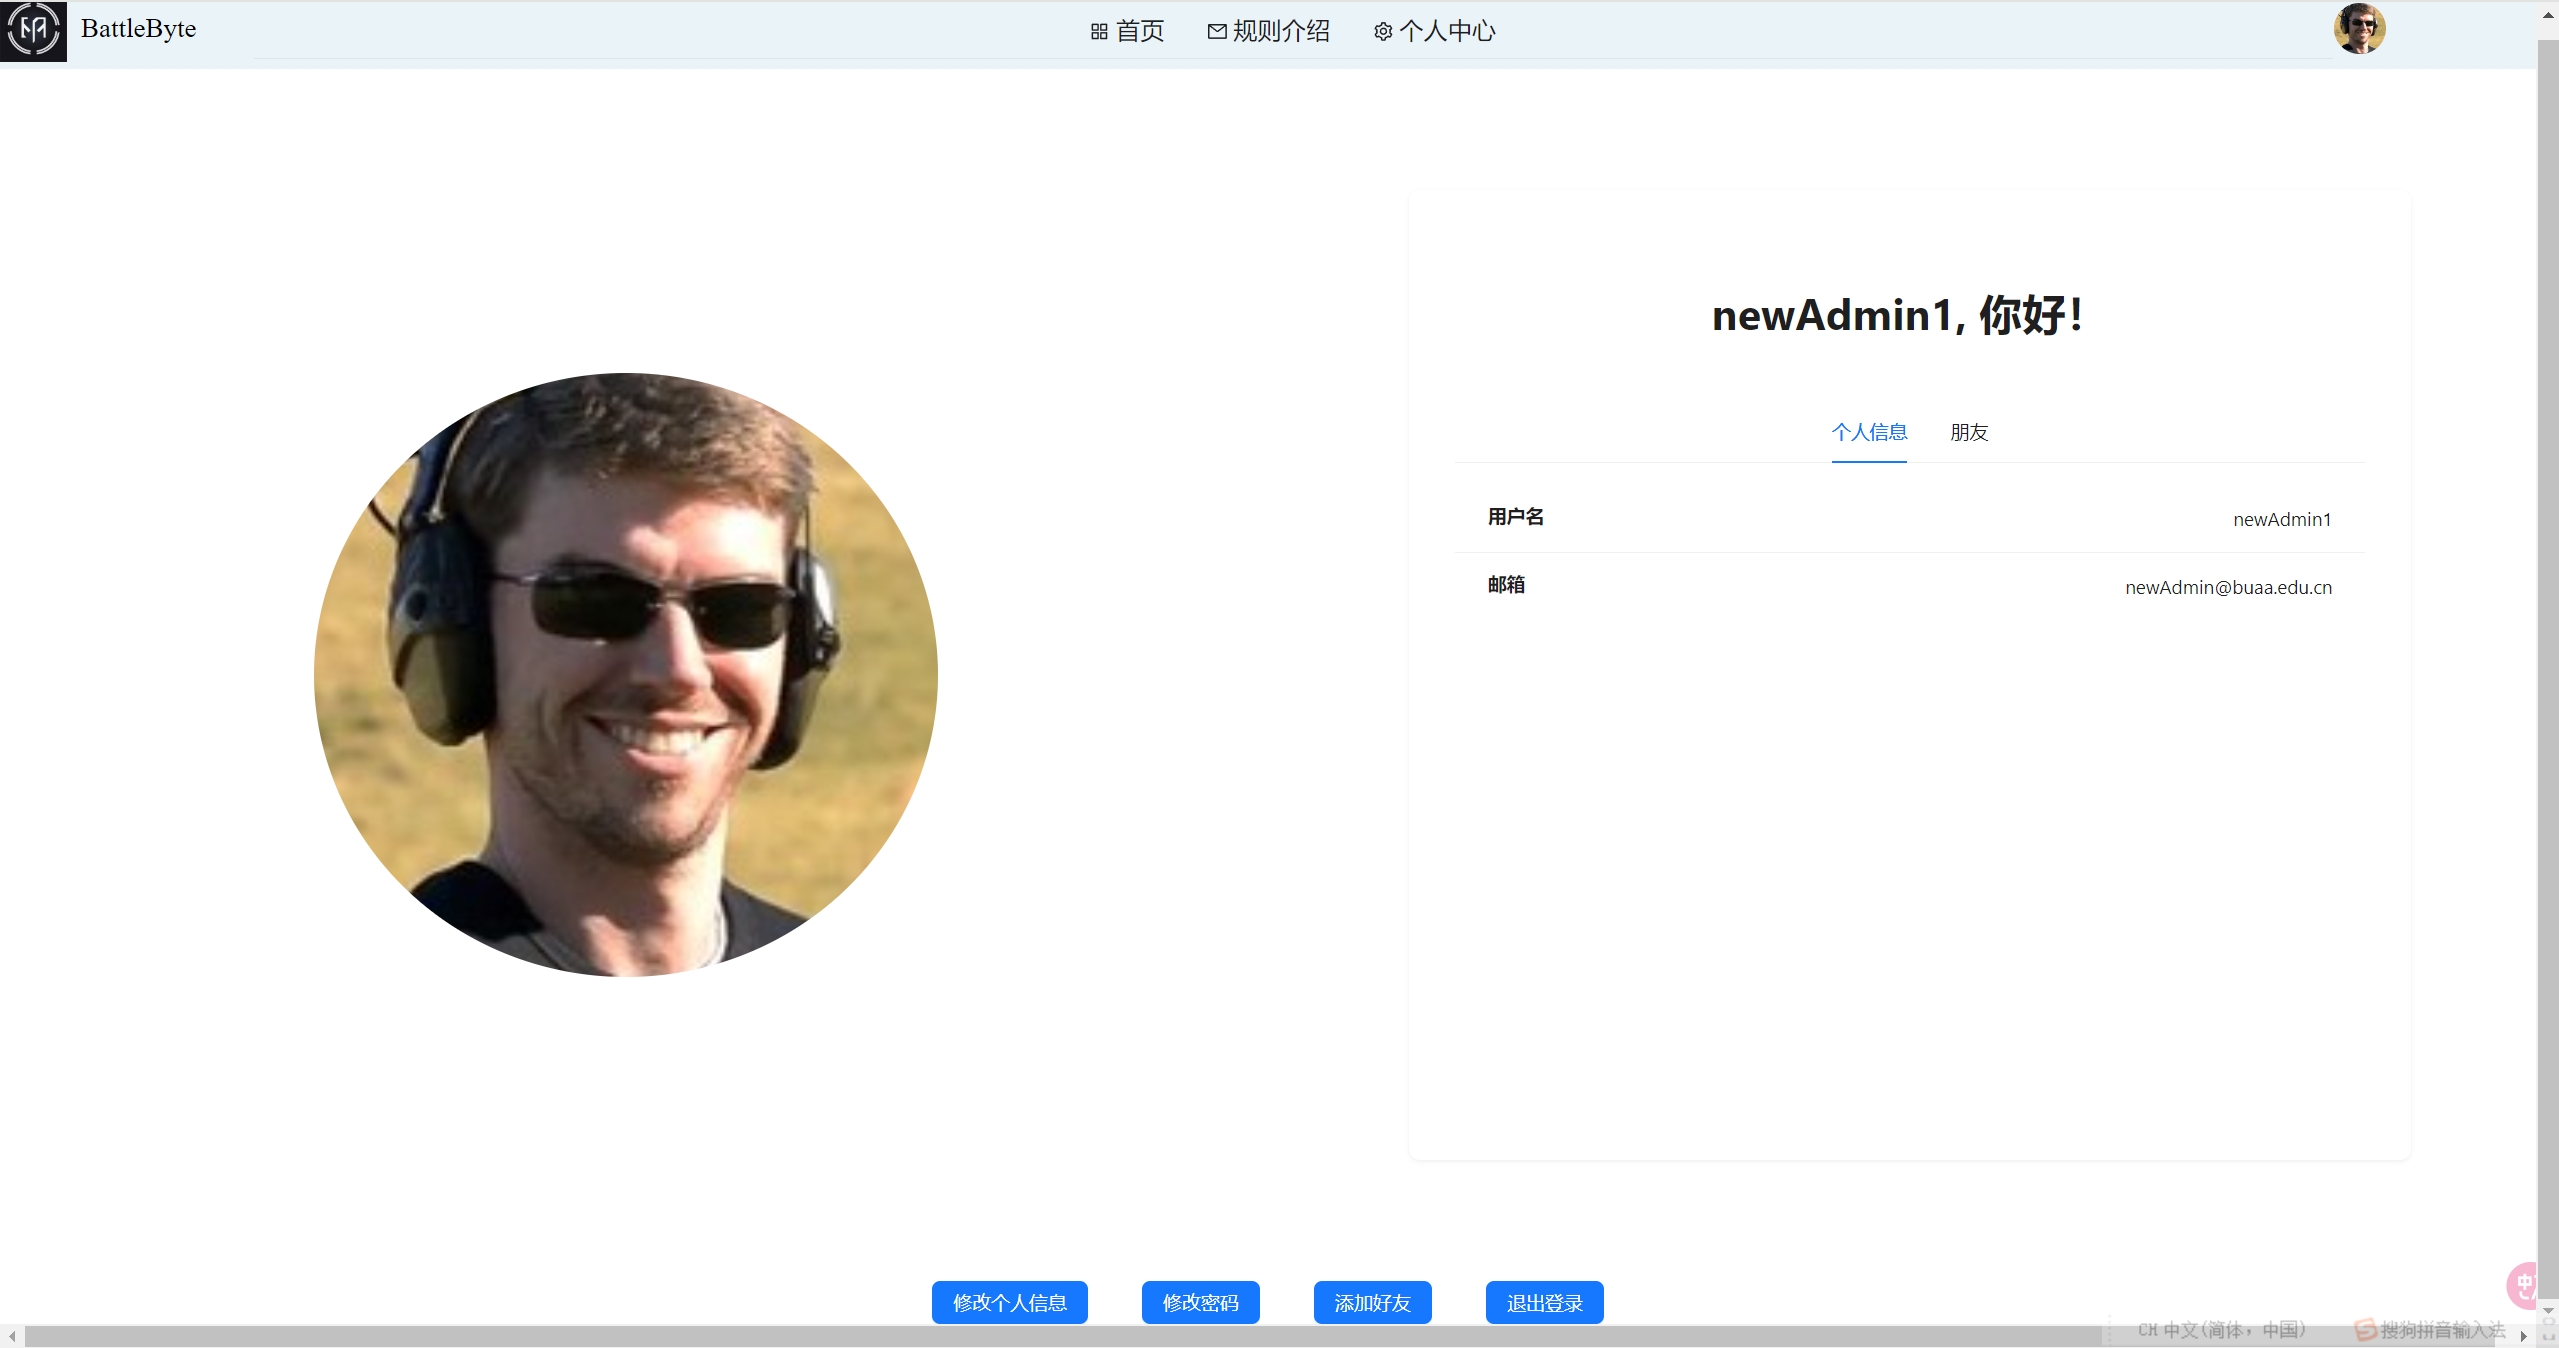 BattleByte
首页 规则介绍 个人中心
newAdmin1, 你好！
个人信息 朋友
用户名 newAdmin1
邮箱 newAdmin@buaa.edu.cn
修改个人信息 修改密码 添加好友 退出登录
中
CH 中文(简体，中国) 搜狗拼音输入法